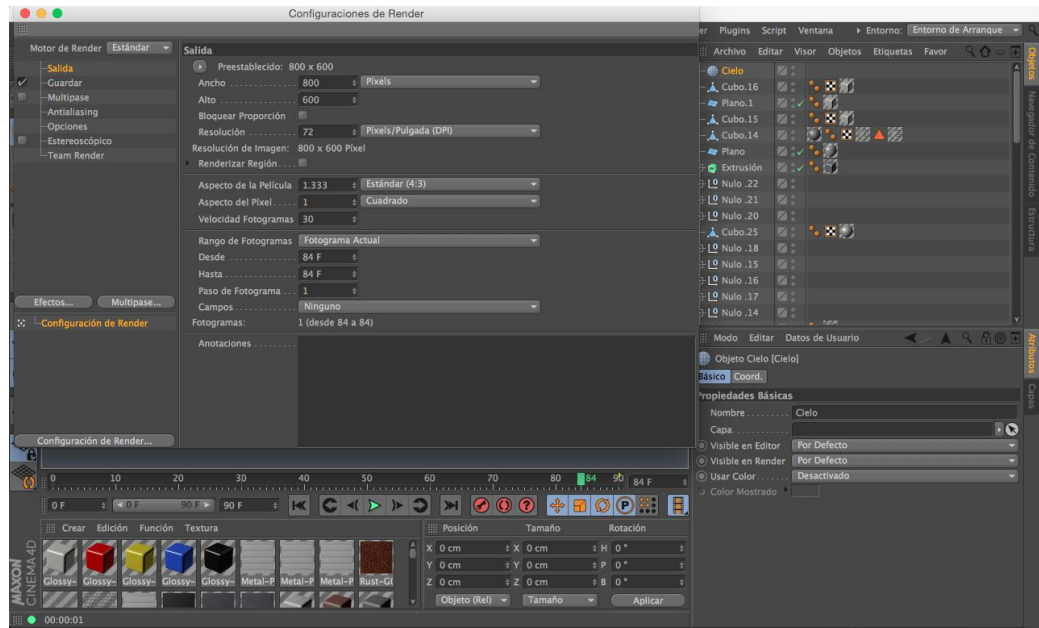 Configuraciones de Render
er Plugins Script Ventana Entorno: Entorno de Arranque
Motor de Render Estándar
Salida
Guardar
Multipase
Antialiasing
Opciones
Estereoscópico
Team Render
Efectos... Multipase...
Configuración de Render
Configuración de Render...
Salida
Preestablecido: 800 x 600
Ancho 800 Píxels
Alto 600
Bloquear Proporción
Resolución 72 Píxels/Pulgada (DPI)
Resolución de Imagen: 800 x 600 Píxel
Renderizar Región
Aspecto de la Película 1.333 Estándar (4:3)
Aspecto del Píxel 1 Cuadrado
Velocidad Fotogramas 30
Rango de Fotogramas Fotograma Actual
Desde 84 F
Hasta 84 F
Paso de Fotograma 1
Campos Ninguno
Fotogramas: 1 (desde 84 a 84)
Anotaciones
Archivo Editar Visor Objetos Etiquetas Favor
Cielo
Cubo.16
Plano.1
Cubo.15
Cubo.14
Plano
Extrusión
Nulo .22
Nulo .21
Nulo .20
Cubo.25
Nulo .18
Nulo .15
Nulo .16
Nulo .17
Nulo .14
Objetos
Navegador de Contenido
Estructura
Modo Editar Datos de Usuario
Objeto Cielo [Cielo]
Básico Coord.
Propiedades Básicas
Nombre Cielo
Capa
Visible en Editor Por Defecto
Visible en Render Por Defecto
Usar Color Desactivado
Color Mostrado
Atributos
Capas
0 10 20 30 40 50 60 70 80 84 90 84 F
0 F 0 F 90 F 90 F
Crear Edición Función Textura
Glossy- Glossy- Glossy- Glossy- Glossy- Metal-P Metal-P Metal-P Rust-G(
Posición Tamaño Rotación
X 0 cm X 0 cm H 0 °
Y 0 cm Y 0 cm P 0 °
Z 0 cm Z 0 cm B 0 °
Objeto (Rel) Tamaño Aplicar
MAXON
CINEMA 4D
00:00:01